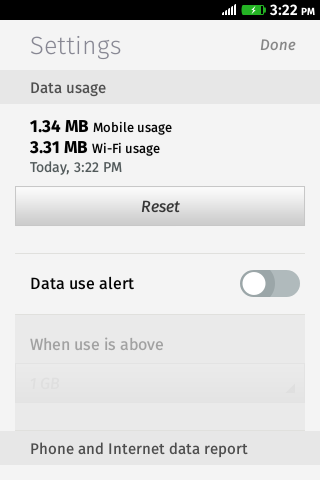 3:22 PM
Settings
Done
Data usage
1.34 MB Mobile usage
3.31 MB Wi-Fi usage
Today, 3:22 PM
Reset
Data use alert
When use is above
1 GB
Phone and Internet data report